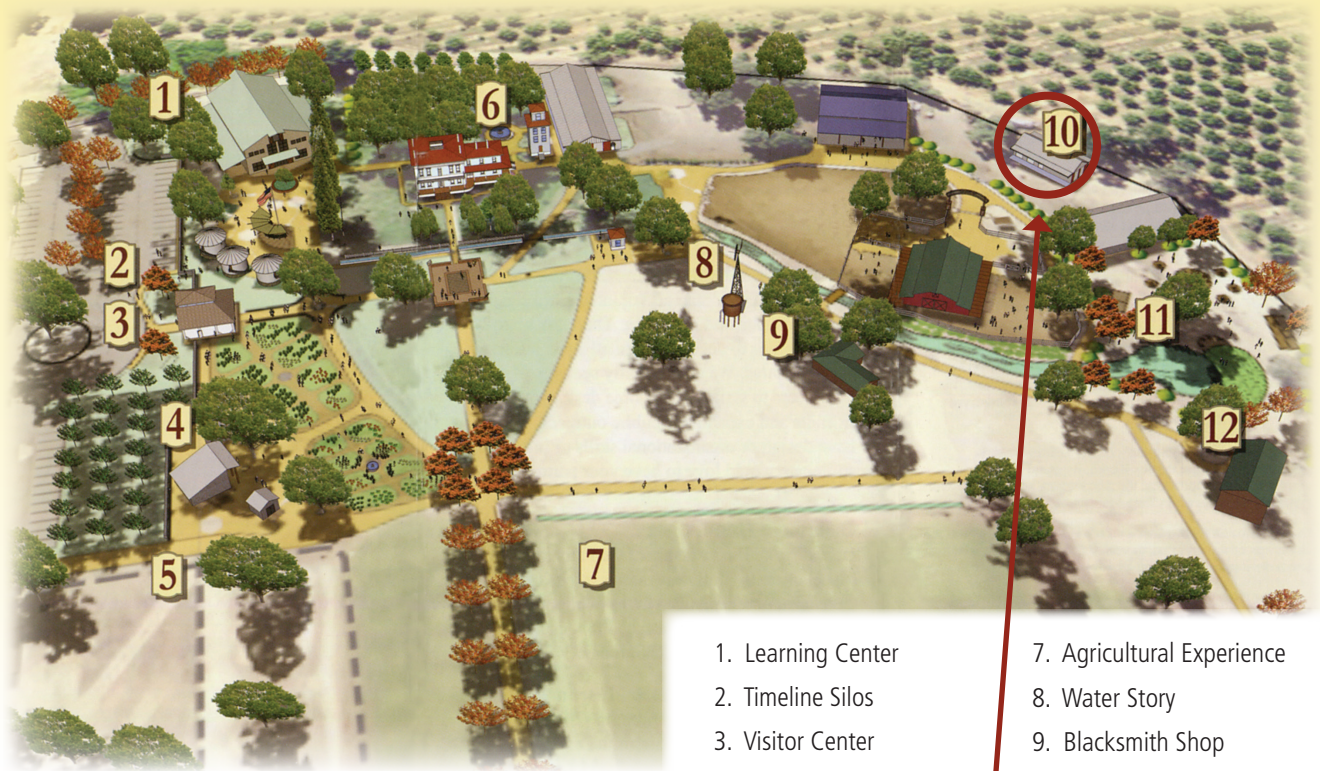 1
6
10
2
8
3
11
9
4
12
5
7
1. Learning Center
2. Timeline Silos
3. Visitor Center
7. Agricultural Experience
8. Water Story
9. Blacksmith Shop